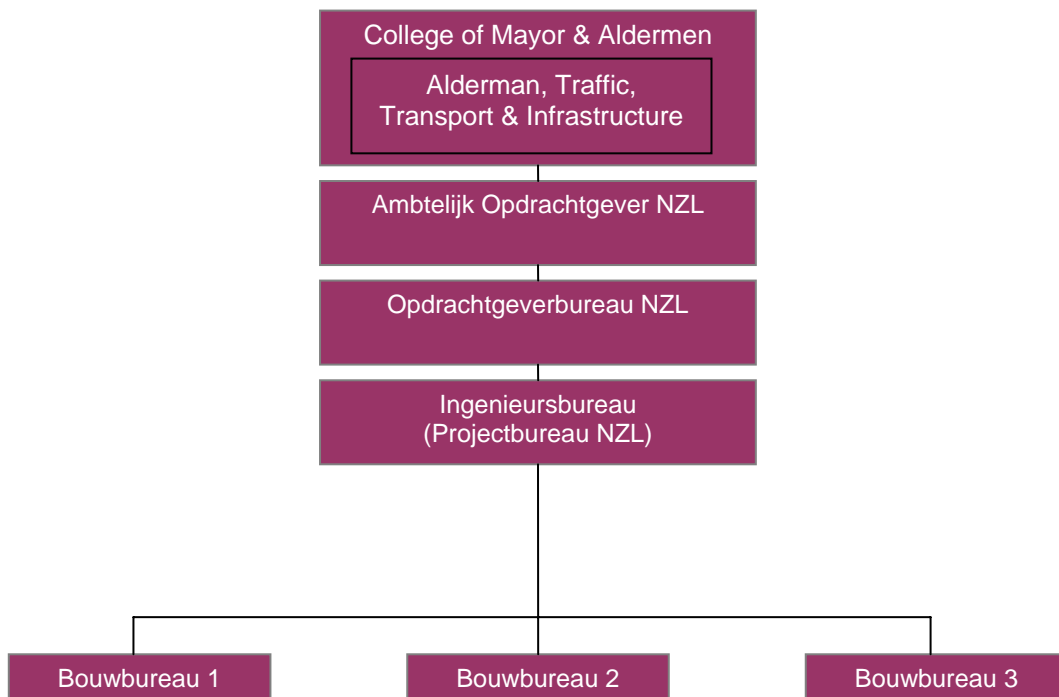 College of Mayor & Aldermen
Alderman, Traffic,
Transport & Infrastructure
Ambtelijk Opdrachtgever NZL
Opdrachtgeverbureau NZL
Ingenieursbureau
(Projectbureau NZL)
Bouwbureau 1
Bouwbureau 2
Bouwbureau 3